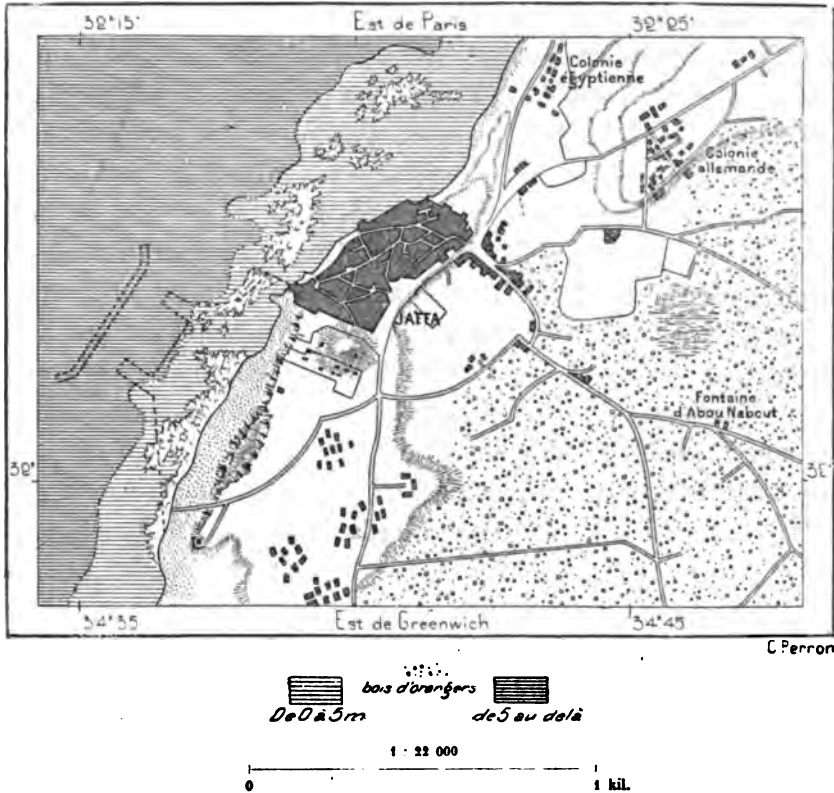 32°15' Est de Paris 32°25'
Colonie
égyptienne
Colonie
allemande
JAFFA
Fontaine
d'Abou Nabout
32°
34°35 Est de Greenwich 34°45
C. Perron
bois d'orangers
De 0 à 5 m de 5 au delà
1 : 22 000
0 1 kil.